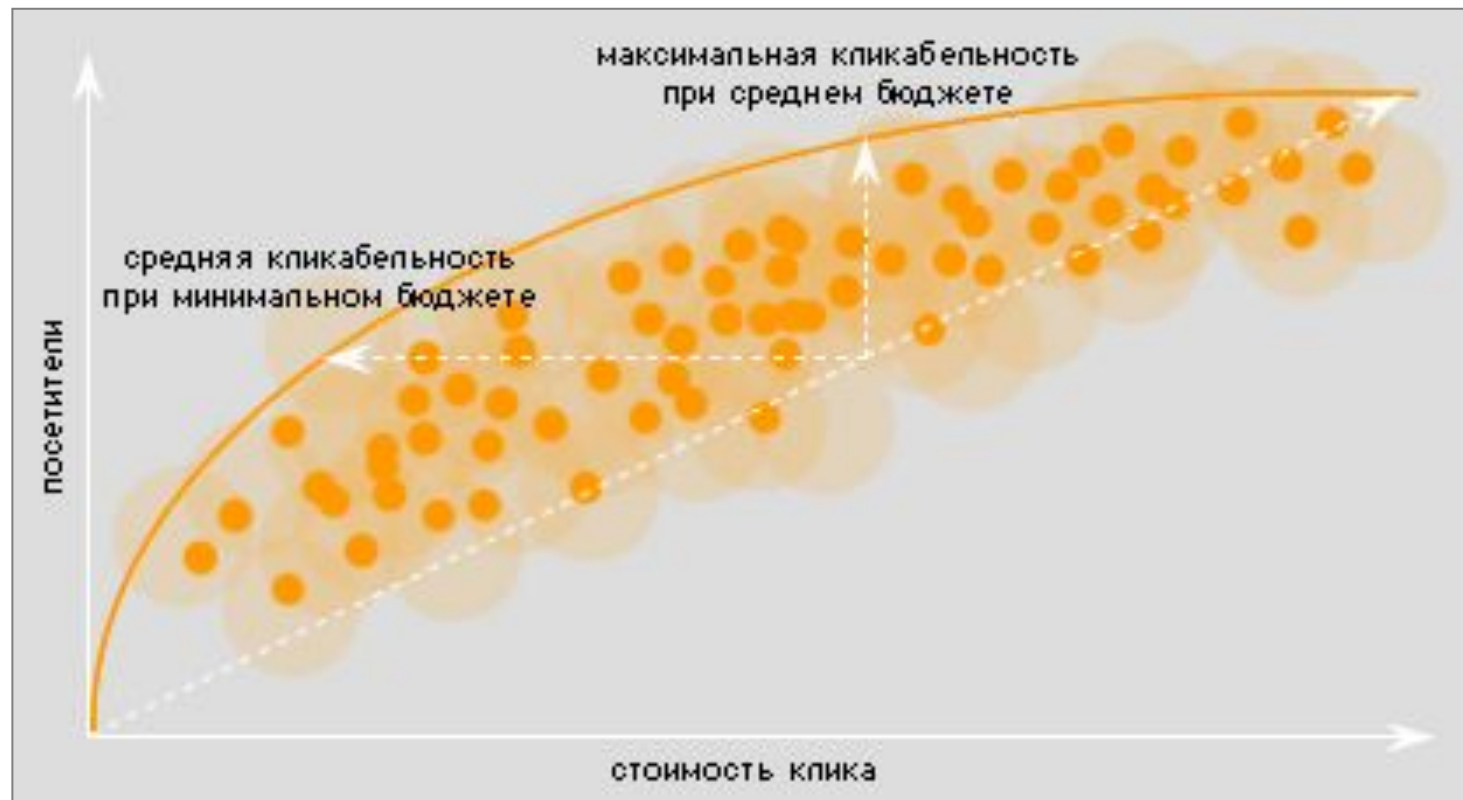 максимальная кликабельность
при среднем бюджете
средняя кликабельность
при минимальном бюджете
посетители
стоимость клика